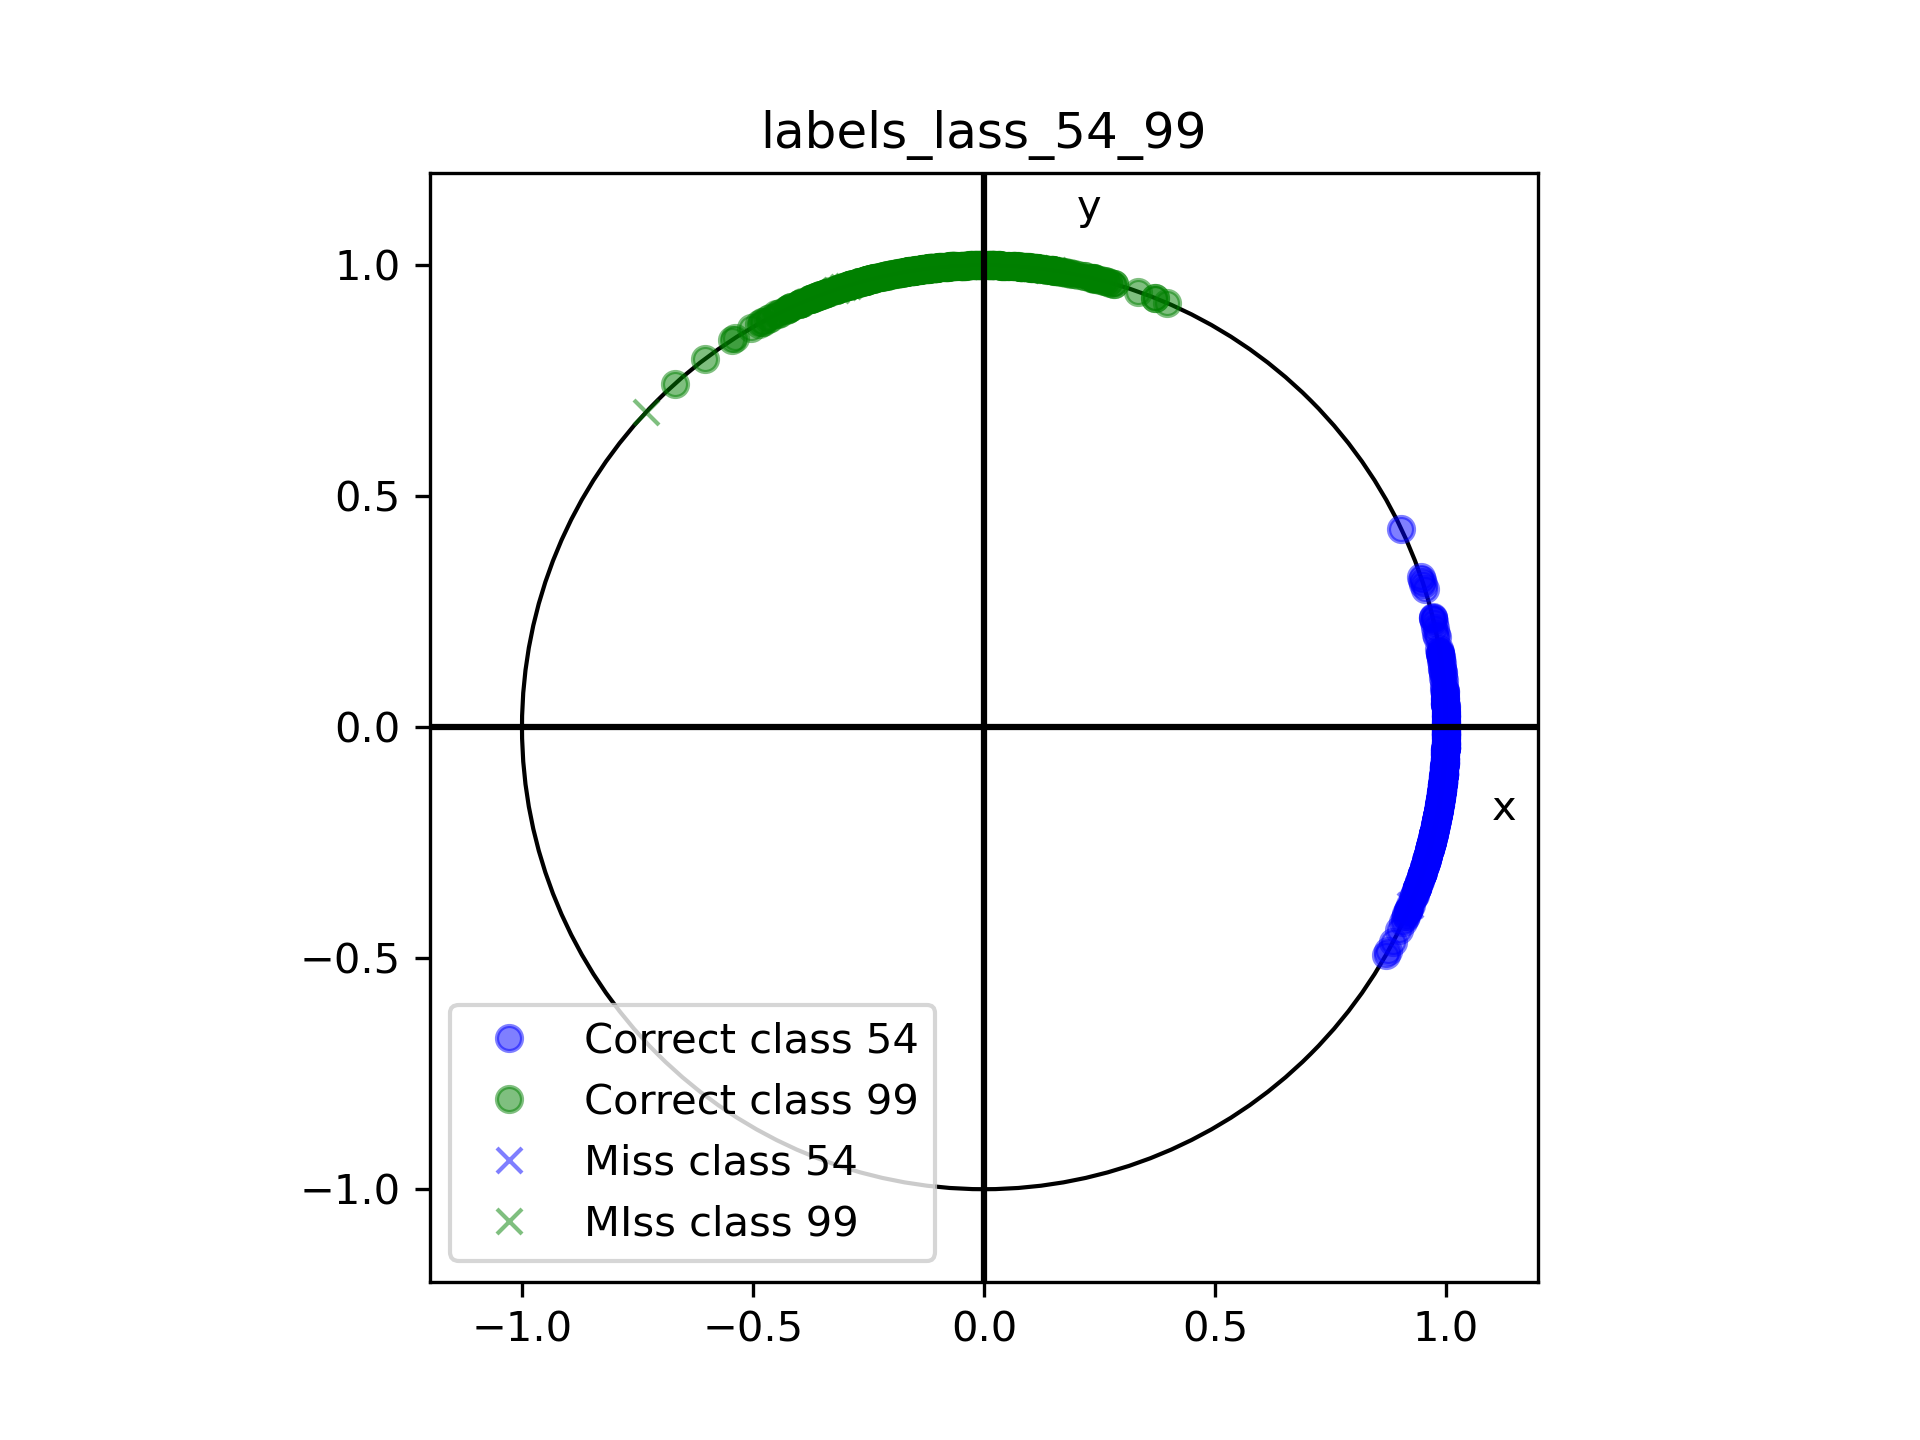 labels_lass_54_99
y
1.0
0.5
0.0
x
−0.5
−1.0
Correct class 54
Correct class 99
Miss class 54
MIss class 99
−1.0 −0.5 0.0 0.5 1.0